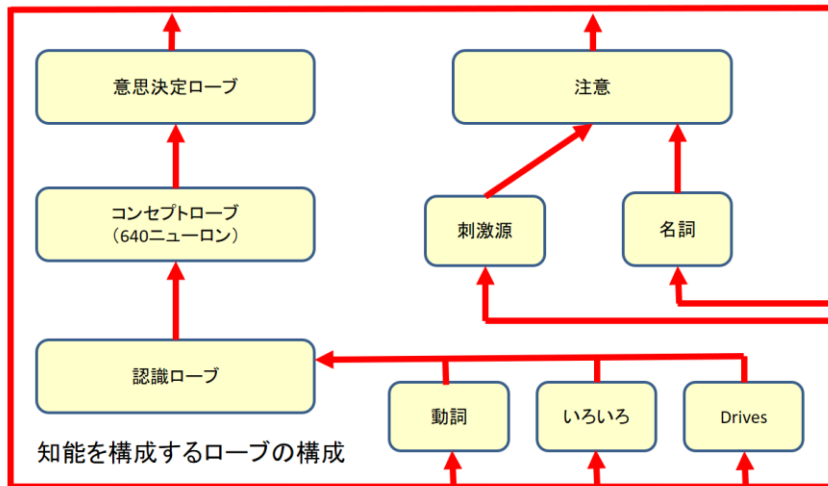 意思決定ローブ
注意
コンセプトローブ
（640ニューロン）
刺激源
名詞
認識ローブ
動詞
いろいろ
Drives
知能を構成するローブの構成